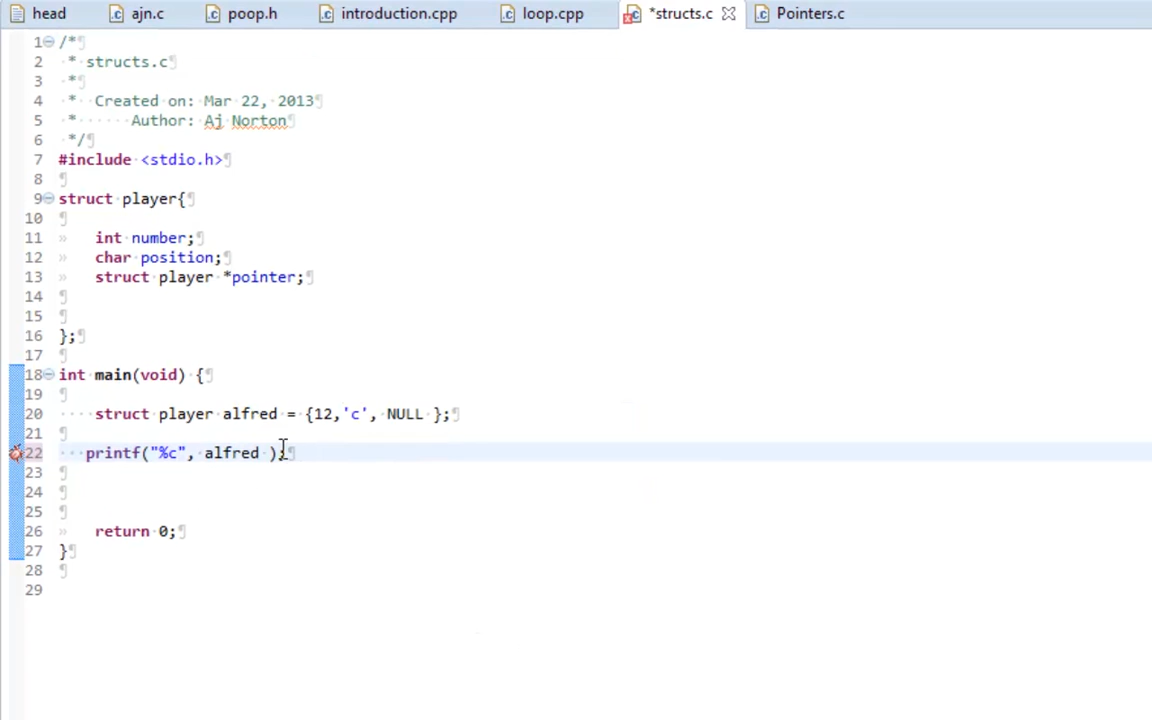 head ajn.c poop.h introduction.cpp loop.cpp *structs.c Pointers.c
1 /*
2 * structs.c
3 *
4 * Created on: Mar 22, 2013
5 * Author: Aj Norton
6 */
7 #include <stdio.h>
8
9 struct player{
10
11 int number;
12 char position;
13 struct player *pointer;
14
15
16 };
17
18 int main(void) {
19
20 struct player alfred = {12,'c', NULL };
21
22 printf("%c", alfred );
23
24
25
26 return 0;
27 }
28
29